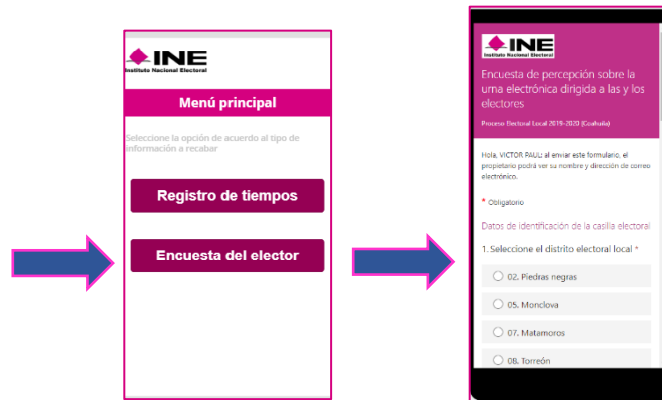 INE
Instituto Nacional Electoral
Menú principal
Seleccione la opción de acuerdo al tipo de
información a recabar
Registro de tiempos
Encuesta del elector
INE
Instituto Nacional Electoral
Encuesta de percepción sobre la
urna electrónica dirigida a las y los
electores
Proceso Electoral Local 2019-2020 (Coahuila)
Hola, VICTOR PAUL: al enviar este formulario, el
propietario podrá ver su nombre y dirección de correo
electrónico.
* Obligatorio
Datos de identificación de la casilla electoral
1. Seleccione el distrito electoral local *
02. Piedras negras
05. Monclova
07. Matamoros
08. Torreón